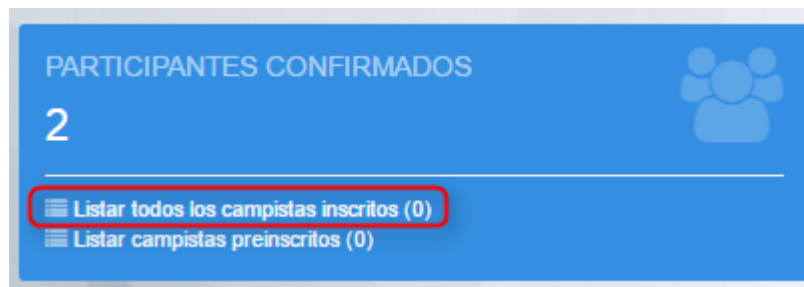 PARTICIPANTES CONFIRMADOS
2
Listar todos los campistas inscritos (0)
Listar campistas preinscritos (0)